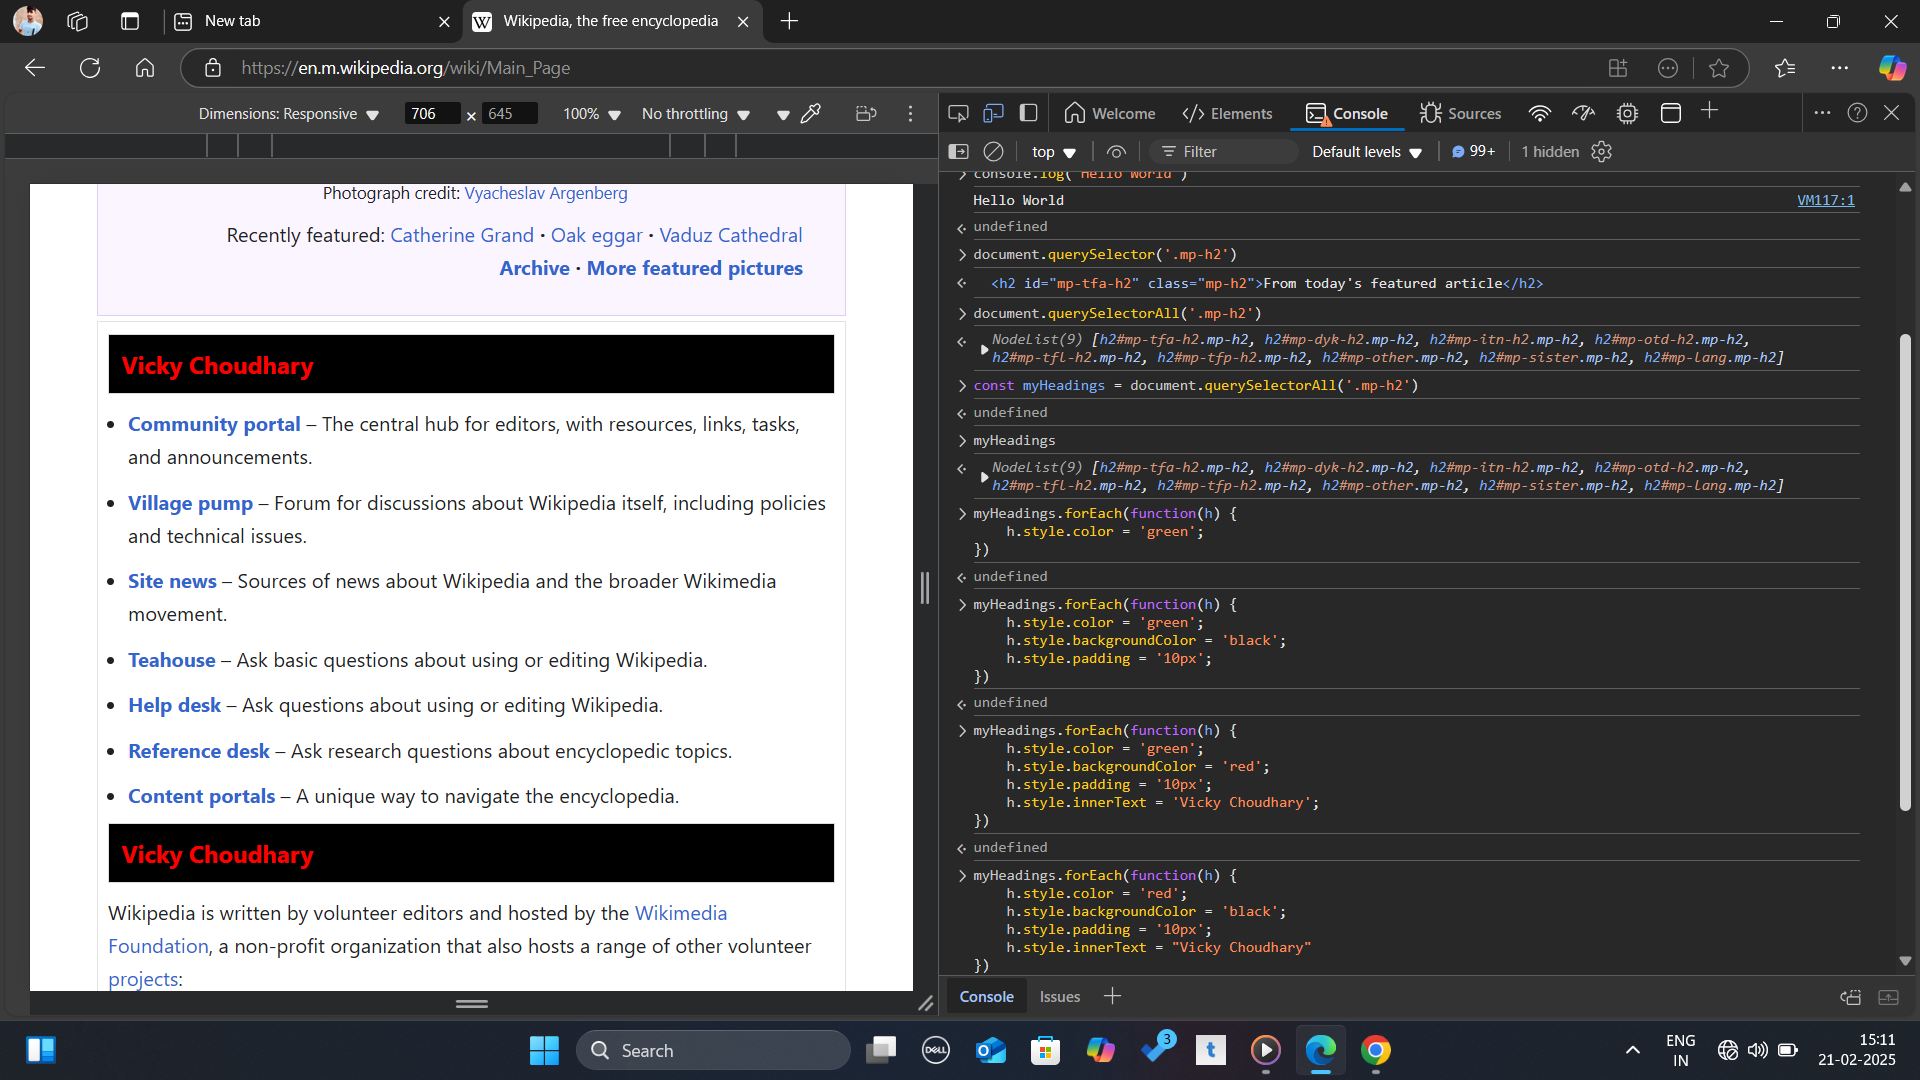 New tab
Wikipedia, the free encyclopedia
https://en.m.wikipedia.org/wiki/Main_Page
Dimensions: Responsive
706 × 645
100%
No throttling
Welcome
Elements
Console
Sources
top
Filter
Default levels
99+
1 hidden
Photograph credit: Vyacheslav Argenberg
Recently featured: Catherine Grand • Oak eggar • Vaduz Cathedral
Archive • More featured pictures
Vicky Choudhary
• Community portal – The central hub for editors, with resources, links, tasks,
and announcements.
• Village pump – Forum for discussions about Wikipedia itself, including policies
and technical issues.
• Site news – Sources of news about Wikipedia and the broader Wikimedia
movement.
• Teahouse – Ask basic questions about using or editing Wikipedia.
• Help desk – Ask questions about using or editing Wikipedia.
• Reference desk – Ask research questions about encyclopedic topics.
• Content portals – A unique way to navigate the encyclopedia.
Vicky Choudhary
Wikipedia is written by volunteer editors and hosted by the Wikimedia
Foundation, a non-profit organization that also hosts a range of other volunteer
projects:
console.log('Hello World')
Hello World VM117:1
undefined
document.querySelector('.mp-h2')
<h2 id="mp-tfa-h2" class="mp-h2">From today's featured article</h2>
document.querySelectorAll('.mp-h2')
NodeList(9) [h2#mp-tfa-h2.mp-h2, h2#mp-dyk-h2.mp-h2, h2#mp-itn-h2.mp-h2, h2#mp-otd-h2.mp-h2,
h2#mp-tfl-h2.mp-h2, h2#mp-tfp-h2.mp-h2, h2#mp-other.mp-h2, h2#mp-sister.mp-h2, h2#mp-lang.mp-h2]
const myHeadings = document.querySelectorAll('.mp-h2')
undefined
myHeadings
NodeList(9) [h2#mp-tfa-h2.mp-h2, h2#mp-dyk-h2.mp-h2, h2#mp-itn-h2.mp-h2, h2#mp-otd-h2.mp-h2,
h2#mp-tfl-h2.mp-h2, h2#mp-tfp-h2.mp-h2, h2#mp-other.mp-h2, h2#mp-sister.mp-h2, h2#mp-lang.mp-h2]
myHeadings.forEach(function(h) {
h.style.color = 'green';
})
undefined
myHeadings.forEach(function(h) {
h.style.color = 'green';
h.style.backgroundColor = 'black';
h.style.padding = '10px';
})
undefined
myHeadings.forEach(function(h) {
h.style.color = 'green';
h.style.backgroundColor = 'red';
h.style.padding = '10px';
h.style.innerText = 'Vicky Choudhary';
})
undefined
myHeadings.forEach(function(h) {
h.style.color = 'red';
h.style.backgroundColor = 'black';
h.style.padding = '10px';
h.style.innerText = "Vicky Choudhary"
})
Console
Issues
Search
DELL
3
t
ENG
IN
15:11
21-02-2025